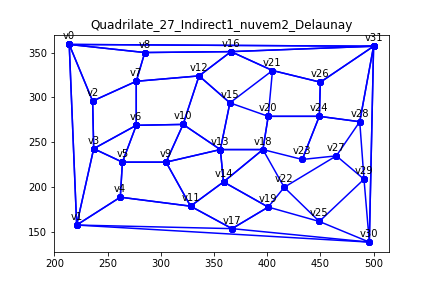 Quadrilate_27_Indirect1_nuvem2_Delaunay
v0
v31
v8
v16
350
v7
v12
v21
v26
300
v2
v15
v6
v10
v20
v24
v28
250
v3
v5
v9
v13
v18
v23
v27
200
v4
v14
v22
v29
v11
v19
v1
v17
v25
150
v30
200
250
300
350
400
450
500